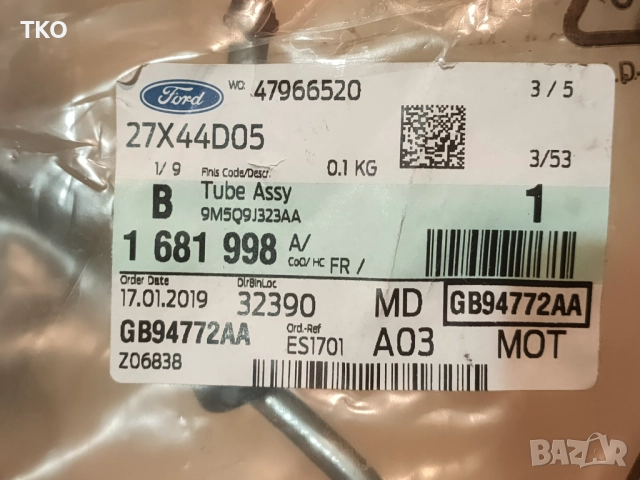 TKO
Ford
WO: 47966520
3 / 5
27X44D05
1/ 9
Finis Code/Descr.
0.1 KG
3/53
B
Tube Assy
9M5Q9J323AA
1
1 681 998 A/
CoO/ HC FR /
Order Date
DlrBinLoc
17.01.2019
32390
MD
GB94772AA
GB94772AA
Ord.-Ref
ES1701
A03
MOT
Z06838
BAZAR